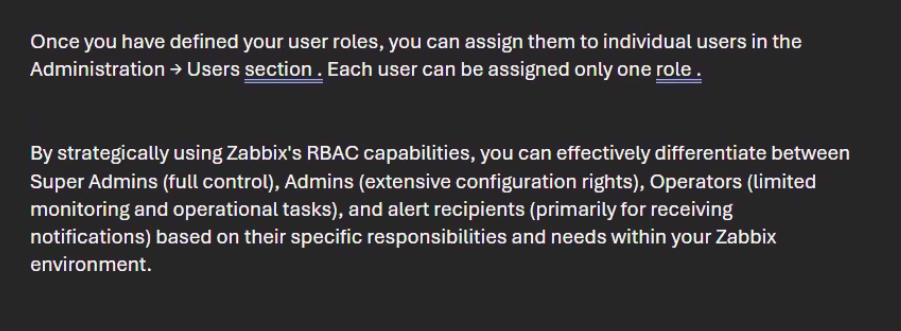 Once you have defined your user roles, you can assign them to individual users in the
Administration → Users section . Each user can be assigned only one role .
By strategically using Zabbix's RBAC capabilities, you can effectively differentiate between
Super Admins (full control), Admins (extensive configuration rights), Operators (limited
monitoring and operational tasks), and alert recipients (primarily for receiving
notifications) based on their specific responsibilities and needs within your Zabbix
environment.